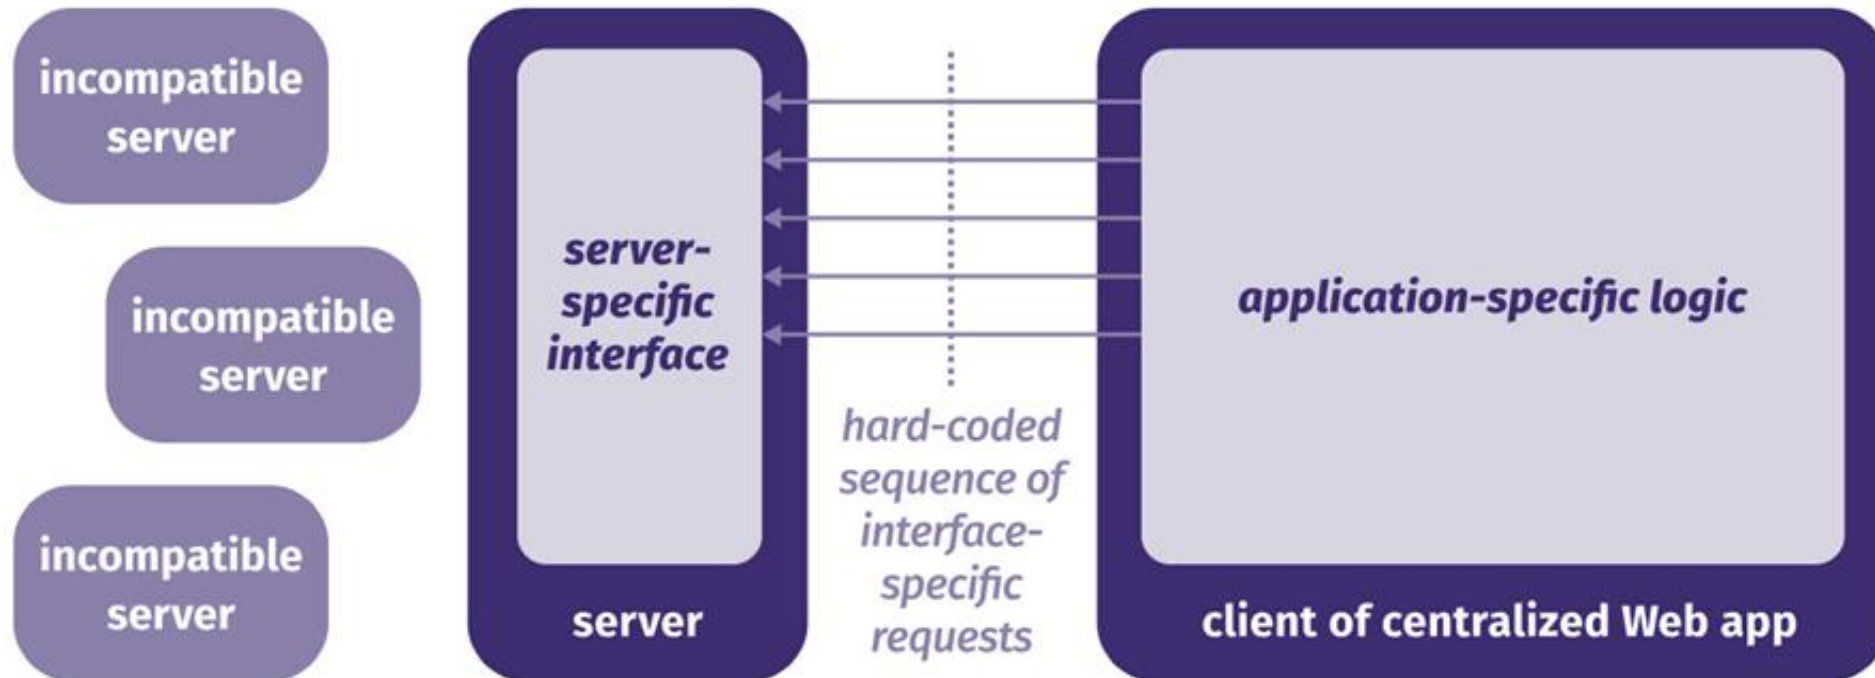 incompatible
server
incompatible
server
incompatible
server
server-
specific
interface
server
hard-coded
sequence of
interface-
specific
requests
application-specific logic
client of centralized Web app